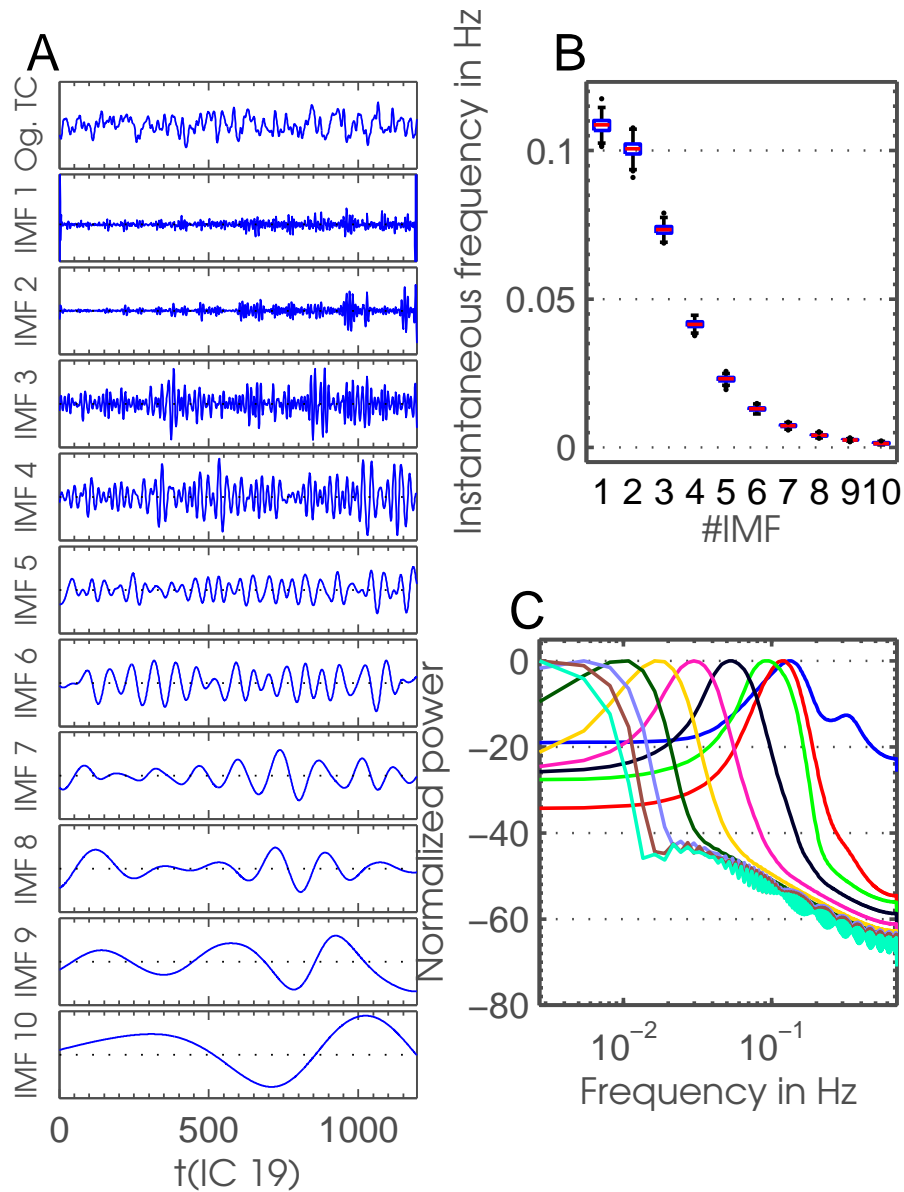 A
Og. TC
IMF 1
IMF 2
IMF 3
IMF 4
IMF 5
IMF 6
IMF 7
IMF 8
IMF 9
IMF 10
0 500 1000
t(IC 19)
B
Instantaneous frequency in Hz
0.1
0.05
0
1 2 3 4 5 6 7 8 9 10
#IMF
C
Normalized power
0
−20
−40
−60
−80
10−2 10−1
Frequency in Hz